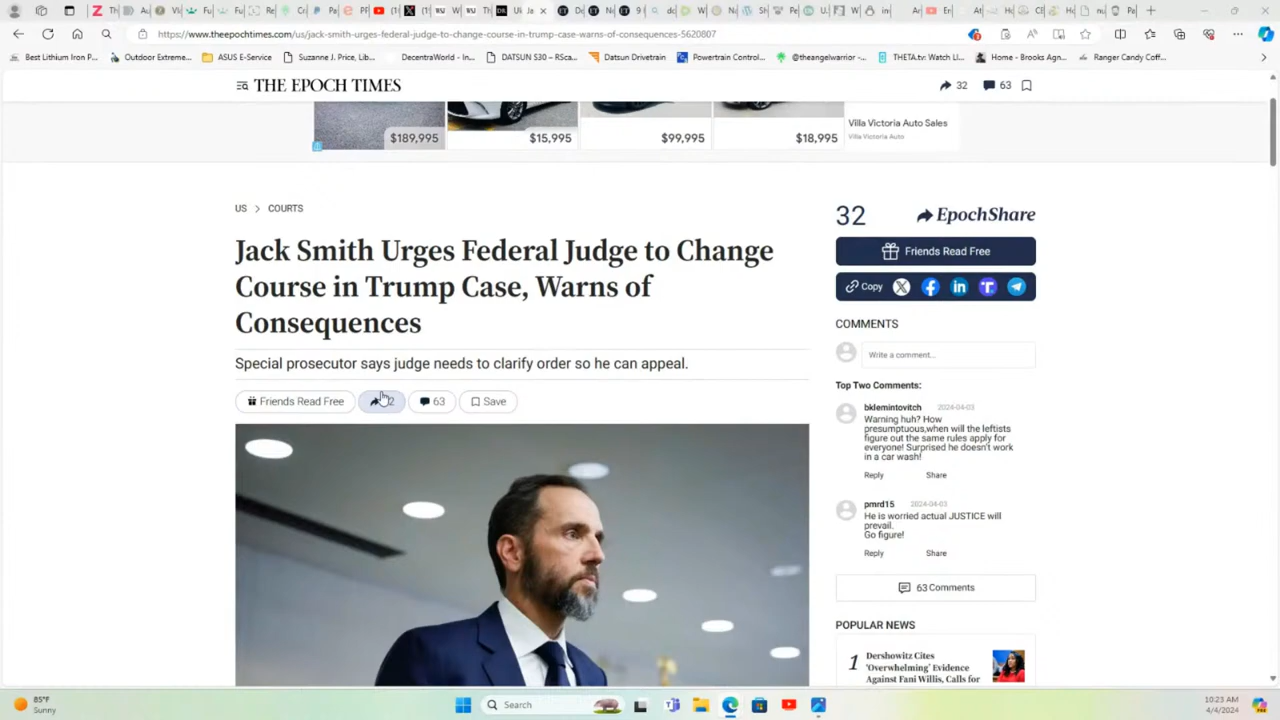 https://www.theepochtimes.com/us/jack-smith-urges-federal-judge-to-change-course-in-trump-case-warns-of-consequences-5620807
Best Lithium Iron P...
Outdoor Extreme...
ASUS E-Service
Suzanne J. Price, Lib...
DecentraWorld - In...
DATSUN S30 – RSca...
Datsun Drivetrain
Powertrain Control...
@theangelwarrior -...
THETA.tv: Watch LI...
Home - Brooks Agn...
Ranger Candy Coff...
THE EPOCH TIMES
32
63
$189,995
$15,995
$99,995
$18,995
Villa Victoria Auto Sales
Villa Victoria Auto
US > COURTS
Jack Smith Urges Federal Judge to Change
Course in Trump Case, Warns of
Consequences
Special prosecutor says judge needs to clarify order so he can appeal.
Friends Read Free
63
Save
32
EpochShare
Friends Read Free
Copy
COMMENTS
Write a comment...
Top Two Comments:
bklemintovitch 2024-04-03
Warning huh? How
presumptuous,when will the leftists
figure out the same rules apply for
everyone! Surprised he doesn't work
in a car wash!
Reply Share
pmrd15 2024-04-03
He is worried actual JUSTICE will
prevail.
Go figure!
Reply Share
63 Comments
POPULAR NEWS
1
Dershowitz Cites
'Overwhelming' Evidence
Against Fani Willis, Calls for
85°F
Sunny
Search
10:23 AM
4/4/2024